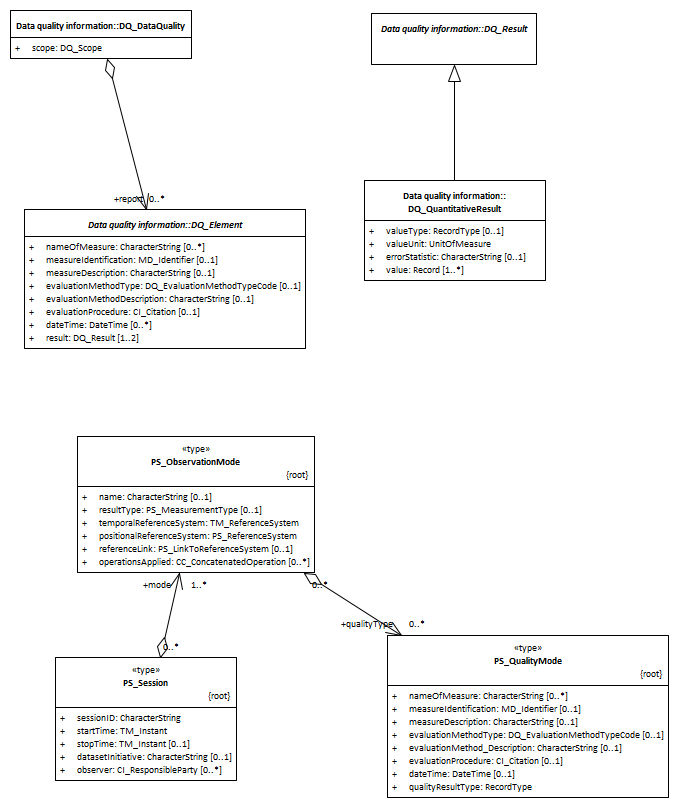 Data quality information::DQ_DataQuality
+ scope: DQ_Scope
Data quality information::DQ_Result
+report 0..*
Data quality information::DQ_Element
+ nameOfMeasure: CharacterString [0..*]
+ measureIdentification: MD_Identifier [0..1]
+ measureDescription: CharacterString [0..1]
+ evaluationMethodType: DQ_EvaluationMethodTypeCode [0..1]
+ evaluationMethodDescription: CharacterString [0..1]
+ evaluationProcedure: CI_Citation [0..1]
+ dateTime: DateTime [0..*]
+ result: DQ_Result [1..2]
Data quality information::
DQ_QuantitativeResult
+ valueType: RecordType [0..1]
+ valueUnit: UnitOfMeasure
+ errorStatistic: CharacterString [0..1]
+ value: Record [1..*]
«type»
PS_ObservationMode
{root}
+ name: CharacterString [0..1]
+ resultType: PS_MeasurementType [0..1]
+ temporalReferenceSystem: TM_ReferenceSystem
+ positionalReferenceSystem: PS_ReferenceSystem
+ referenceLink: PS_LinkToReferenceSystem [0..1]
+ operationsApplied: CC_ConcatenatedOperation [0..*]
+mode 1..*
0..*
+qualityType 0..*
0..*
«type»
PS_Session
{root}
+ sessionID: CharacterString
+ startTime: TM_Instant
+ stopTime: TM_Instant [0..1]
+ datasetInitiative: CharacterString [0..1]
+ observer: CI_ResponsibleParty [0..*]
«type»
PS_QualityMode
{root}
+ nameOfMeasure: CharacterString [0..*]
+ measureIdentification: MD_Identifier [0..1]
+ measureDescription: CharacterString [0..1]
+ evaluationMethodType: DQ_EvaluationMethodTypeCode [0..1]
+ evaluationMethod_Description: CharacterString [0..1]
+ evaluationProcedure: CI_Citation [0..1]
+ dateTime: DateTime [0..1]
+ qualityResultType: RecordType